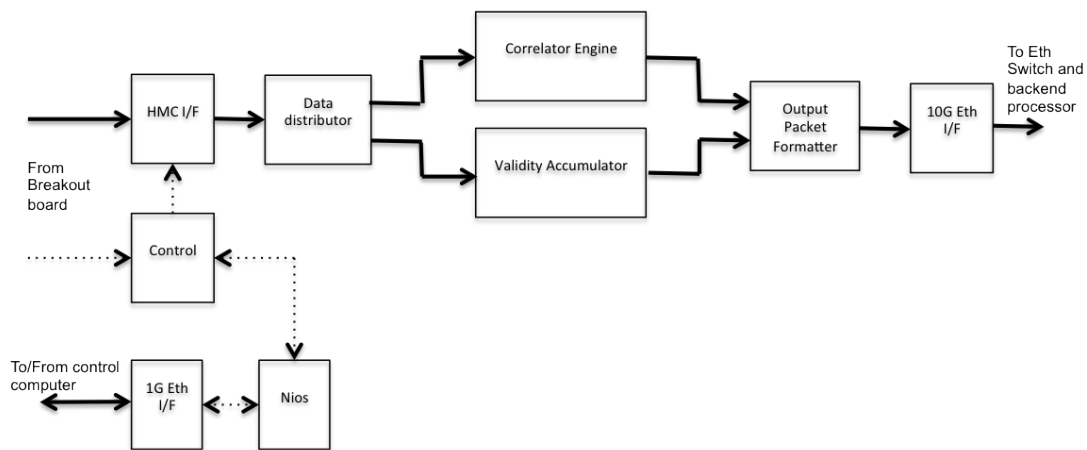 Correlator Engine
To Eth
Switch and
backend
processor
HMC I/F
Data
distributor
Output
Packet
Formatter
10G Eth
I/F
From
Breakout
board
Validity Accumulator
Control
To/From control
computer
1G Eth
I/F
Nios